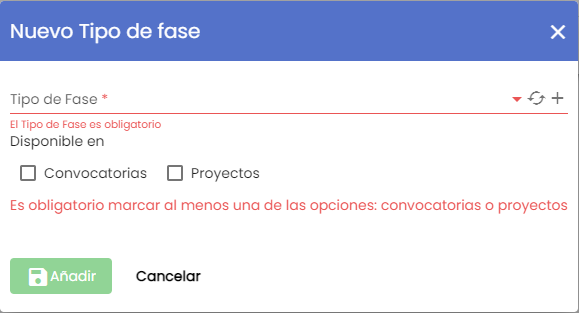 Nuevo Tipo de fase
Tipo de Fase *
El Tipo de Fase es obligatorio
Disponible en
Convocatorias Proyectos
Es obligatorio marcar al menos una de las opciones: convocatorias o proyectos
Añadir Cancelar